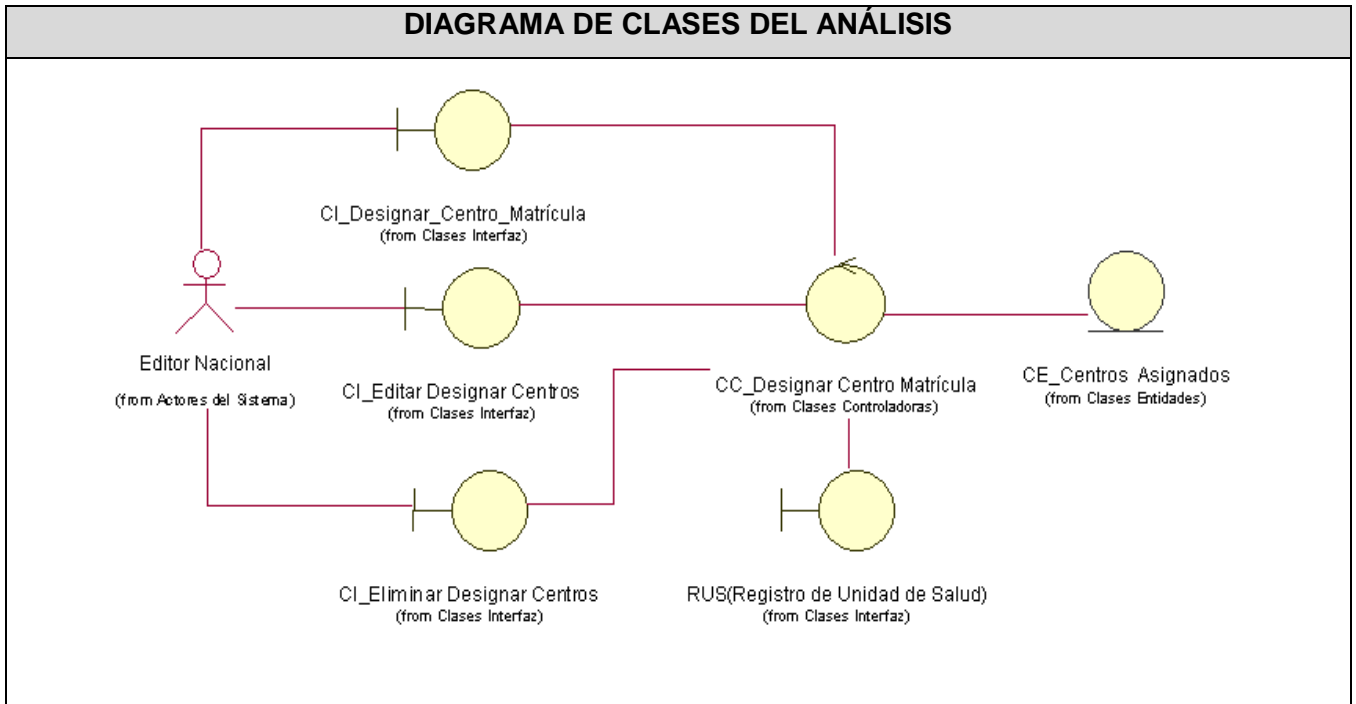 DIAGRAMA DE CLASES DEL ANÁLISIS
CI_Designar_Centro_Matrícula
(from Clases Interfaz)
Editor Nacional
(from Actores del Sistema)
CI_Editar Designar Centros
(from Clases Interfaz)
CC_Designar Centro Matrícula
(from Clases Controladoras)
CE_Centros Asignados
(from Clases Entidades)
CI_Eliminar Designar Centros
(from Clases Interfaz)
RUS(Registro de Unidad de Salud)
(from Clases Interfaz)